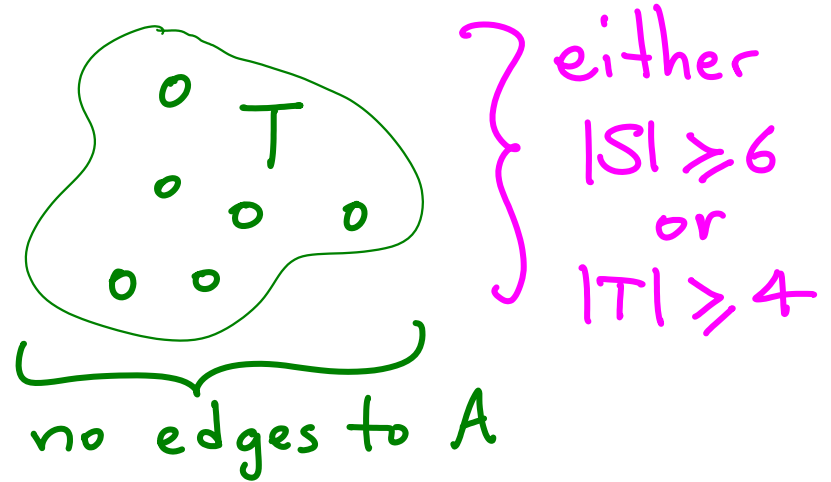 T
either
|S| ⩾ 6
or
|T| ⩾ 4
no edges to A